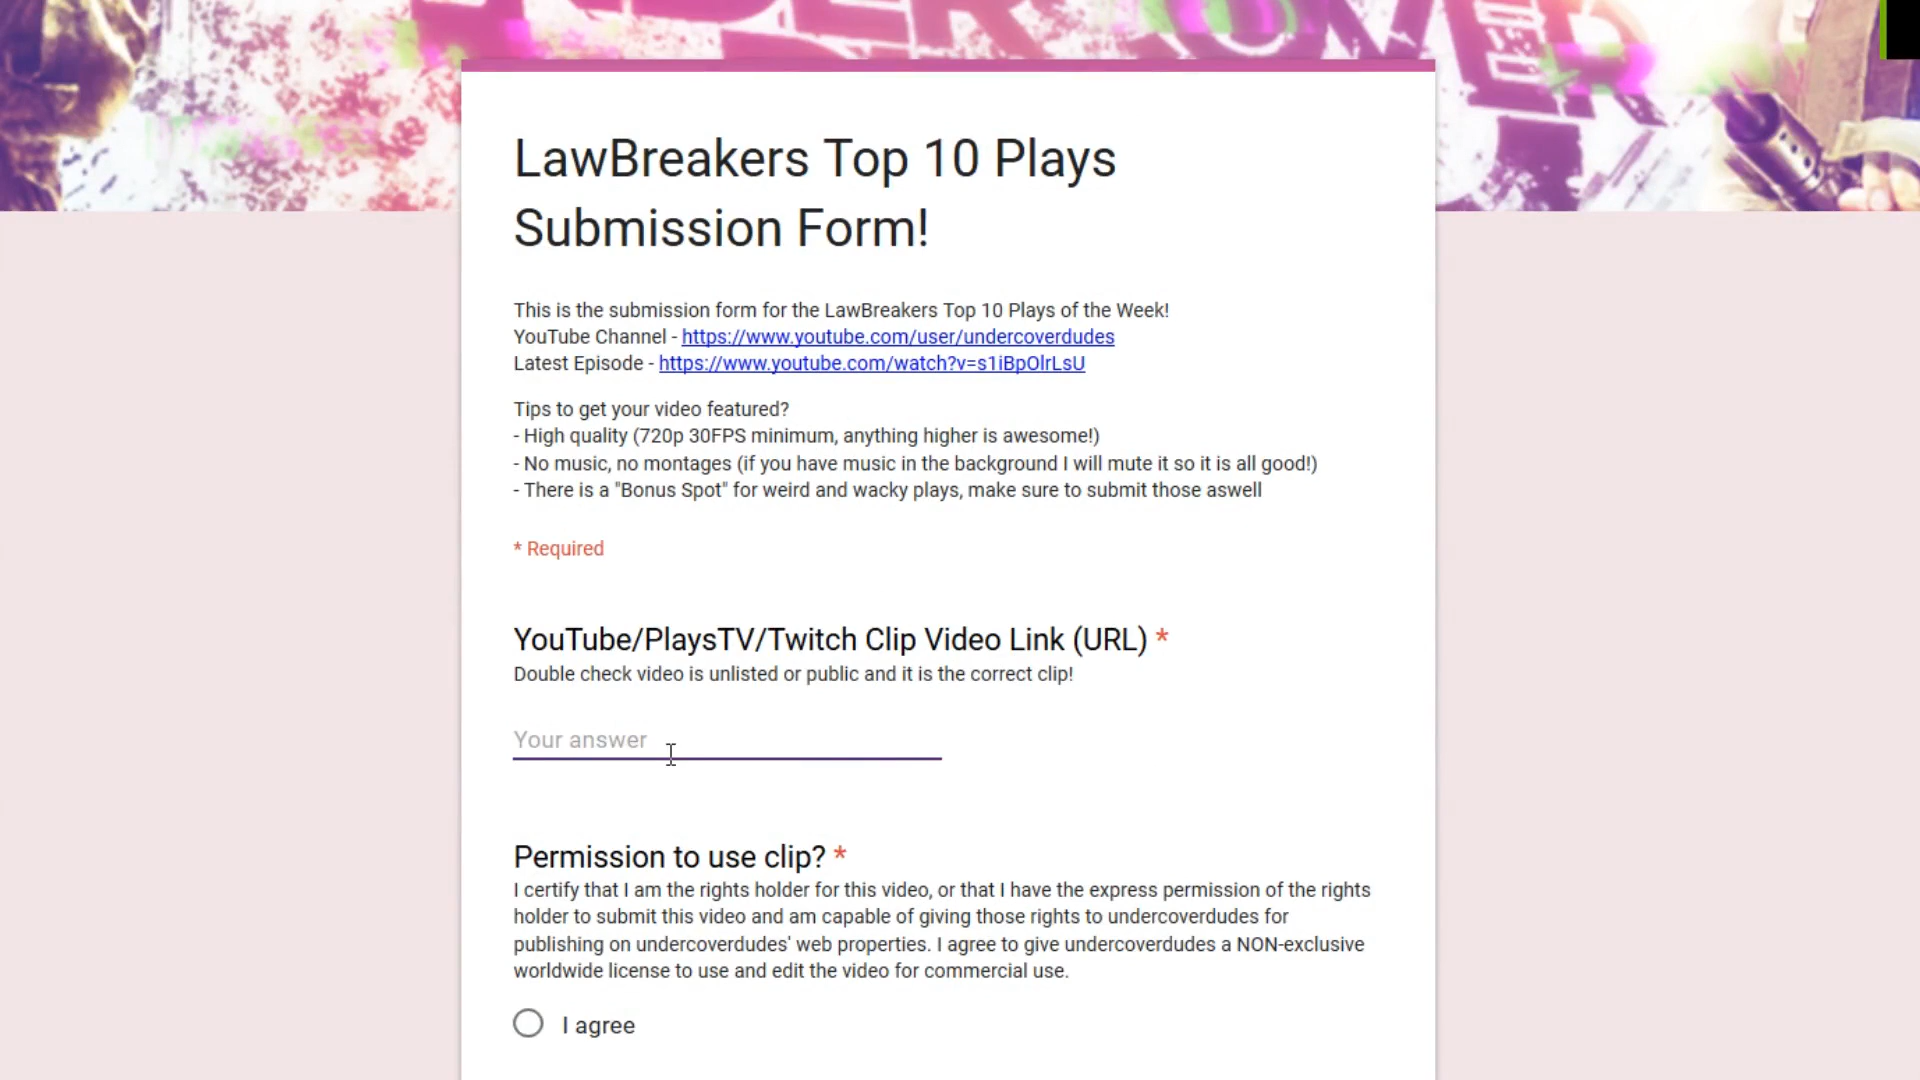 LawBreakers Top 10 Plays
Submission Form!
This is the submission form for the LawBreakers Top 10 Plays of the Week!
YouTube Channel - https://www.youtube.com/user/undercoverdudes
Latest Episode - https://www.youtube.com/watch?v=s1iBpOlrLsU
Tips to get your video featured?
- High quality (720p 30FPS minimum, anything higher is awesome!)
- No music, no montages (if you have music in the background I will mute it so it is all good!)
- There is a "Bonus Spot" for weird and wacky plays, make sure to submit those aswell
* Required
YouTube/PlaysTV/Twitch Clip Video Link (URL) *
Double check video is unlisted or public and it is the correct clip!
Your answer
Permission to use clip? *
I certify that I am the rights holder for this video, or that I have the express permission of the rights
holder to submit this video and am capable of giving those rights to undercoverdudes for
publishing on undercoverdudes' web properties. I agree to give undercoverdudes a NON-exclusive
worldwide license to use and edit the video for commercial use.
I agree